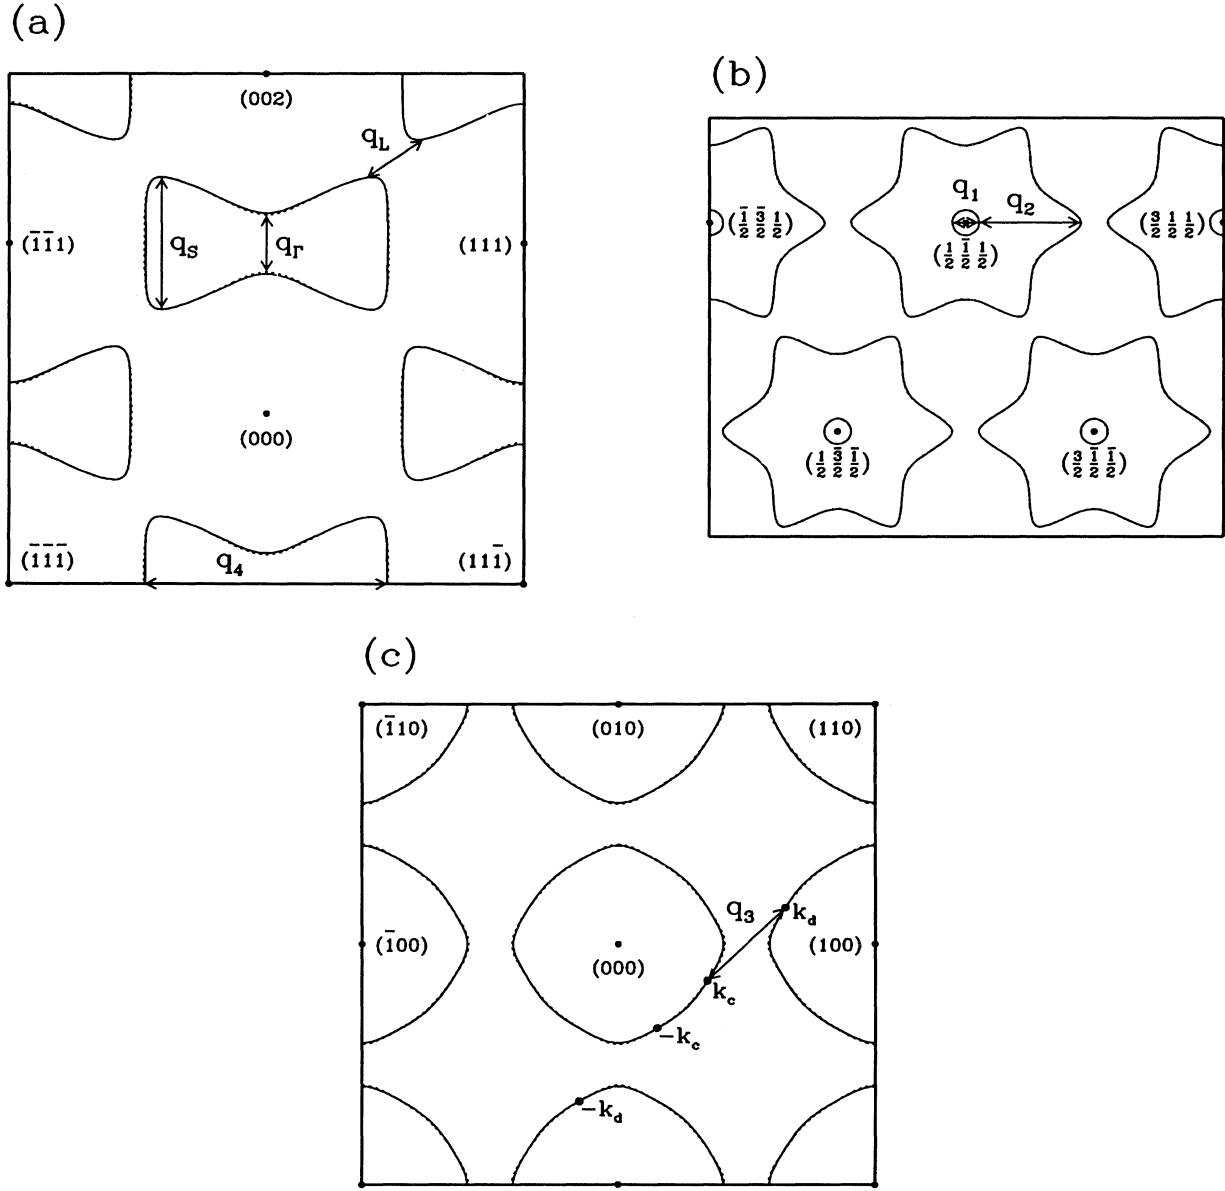 (a)
(002)
q_L
(1̅1̅1)
q_S
q_Γ
(111)
(000)
(1̅1̅1̅)
q_4
(111̅)
(b)
q_1
q_2
(1̅/2 3̅/2 1/2)
(1/2 1̅/2 1/2)
(3/2 1/2 1/2)
(1/2 3̅/2 1̅/2)
(3/2 1̅/2 1̅/2)
(c)
(1̅10)
(010)
(110)
q_3
k_d
(1̅00)
(000)
(100)
k_c
-k_c
-k_d